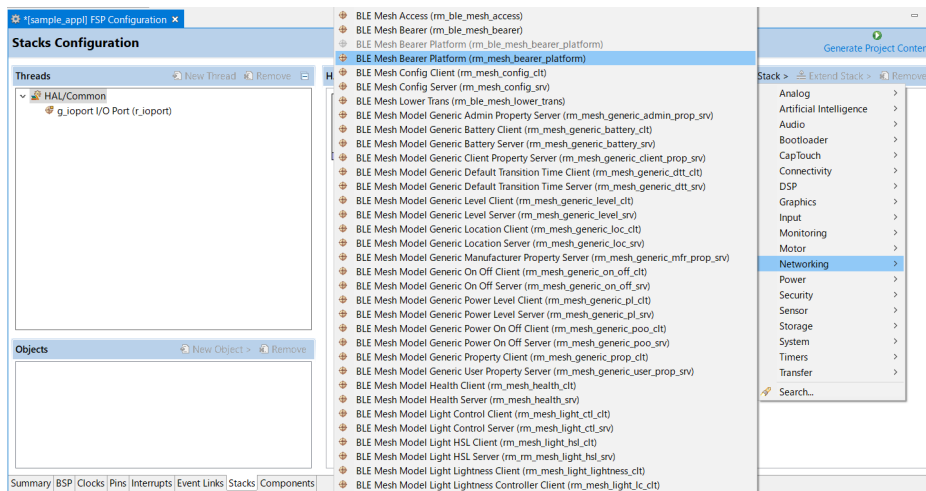 *[sample_appl] FSP Configuration
Stacks Configuration
Generate Project Conten
Threads
New Thread
Remove
HAL/Common
g_ioport I/O Port (r_ioport)
Objects
New Object >
Remove
Summary BSP Clocks Pins Interrupts Event Links Stacks Components
BLE Mesh Access (rm_ble_mesh_access)
BLE Mesh Bearer (rm_ble_mesh_bearer)
BLE Mesh Bearer Platform (rm_ble_mesh_bearer_platform)
BLE Mesh Bearer Platform (rm_mesh_bearer_platform)
BLE Mesh Config Client (rm_mesh_config_clt)
BLE Mesh Config Server (rm_mesh_config_srv)
BLE Mesh Lower Trans (rm_ble_mesh_lower_trans)
BLE Mesh Model Generic Admin Property Server (rm_mesh_generic_admin_prop_srv)
BLE Mesh Model Generic Battery Client (rm_mesh_generic_battery_clt)
BLE Mesh Model Generic Battery Server (rm_mesh_generic_battery_srv)
BLE Mesh Model Generic Client Property Server (rm_mesh_generic_client_prop_srv)
BLE Mesh Model Generic Default Transition Time Client (rm_mesh_generic_dtt_clt)
BLE Mesh Model Generic Default Transition Time Server (rm_mesh_generic_dtt_srv)
BLE Mesh Model Generic Level Client (rm_mesh_generic_level_clt)
BLE Mesh Model Generic Level Server (rm_mesh_generic_level_srv)
BLE Mesh Model Generic Location Client (rm_mesh_generic_loc_clt)
BLE Mesh Model Generic Location Server (rm_mesh_generic_loc_srv)
BLE Mesh Model Generic Manufacturer Property Server (rm_mesh_generic_mfr_prop_srv)
BLE Mesh Model Generic On Off Client (rm_mesh_generic_on_off_clt)
BLE Mesh Model Generic On Off Server (rm_mesh_generic_on_off_srv)
BLE Mesh Model Generic Power Level Client (rm_mesh_generic_pl_clt)
BLE Mesh Model Generic Power Level Server (rm_mesh_generic_pl_srv)
BLE Mesh Model Generic Power On Off Client (rm_mesh_generic_poo_clt)
BLE Mesh Model Generic Power On Off Server (rm_mesh_generic_poo_srv)
BLE Mesh Model Generic Property Client (rm_mesh_generic_prop_clt)
BLE Mesh Model Generic User Property Server (rm_mesh_generic_user_prop_srv)
BLE Mesh Model Health Client (rm_mesh_health_clt)
BLE Mesh Model Health Server (rm_mesh_health_srv)
BLE Mesh Model Light Control Client (rm_mesh_light_ctl_clt)
BLE Mesh Model Light Control Server (rm_mesh_light_ctl_srv)
BLE Mesh Model Light HSL Client (rm_mesh_light_hsl_clt)
BLE Mesh Model Light HSL Server (rm_rm_mesh_light_hsl_srv)
BLE Mesh Model Light Lightness Client (rm_mesh_light_lightness_clt)
BLE Mesh Model Light Lightness Controller Client (rm_mesh_light_lc_clt)
Stack > Extend Stack > Remove
Analog >
Artificial Intelligence >
Audio >
Bootloader >
CapTouch >
Connectivity >
DSP >
Graphics >
Input >
Monitoring >
Motor >
Networking >
Power >
Security >
Sensor >
Storage >
System >
Timers >
Transfer >
Search...